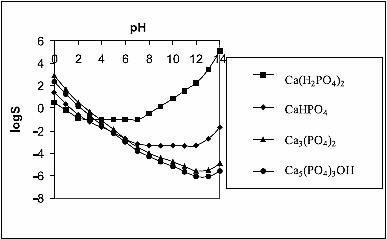 pH
0 2 4 6 8 10 12 14
6
4
2
0
−2
−4
−6
−8
logS
Ca(H₂PO₄)₂
CaHPO₄
Ca₃(PO₄)₂
Ca₅(PO₄)₃OH